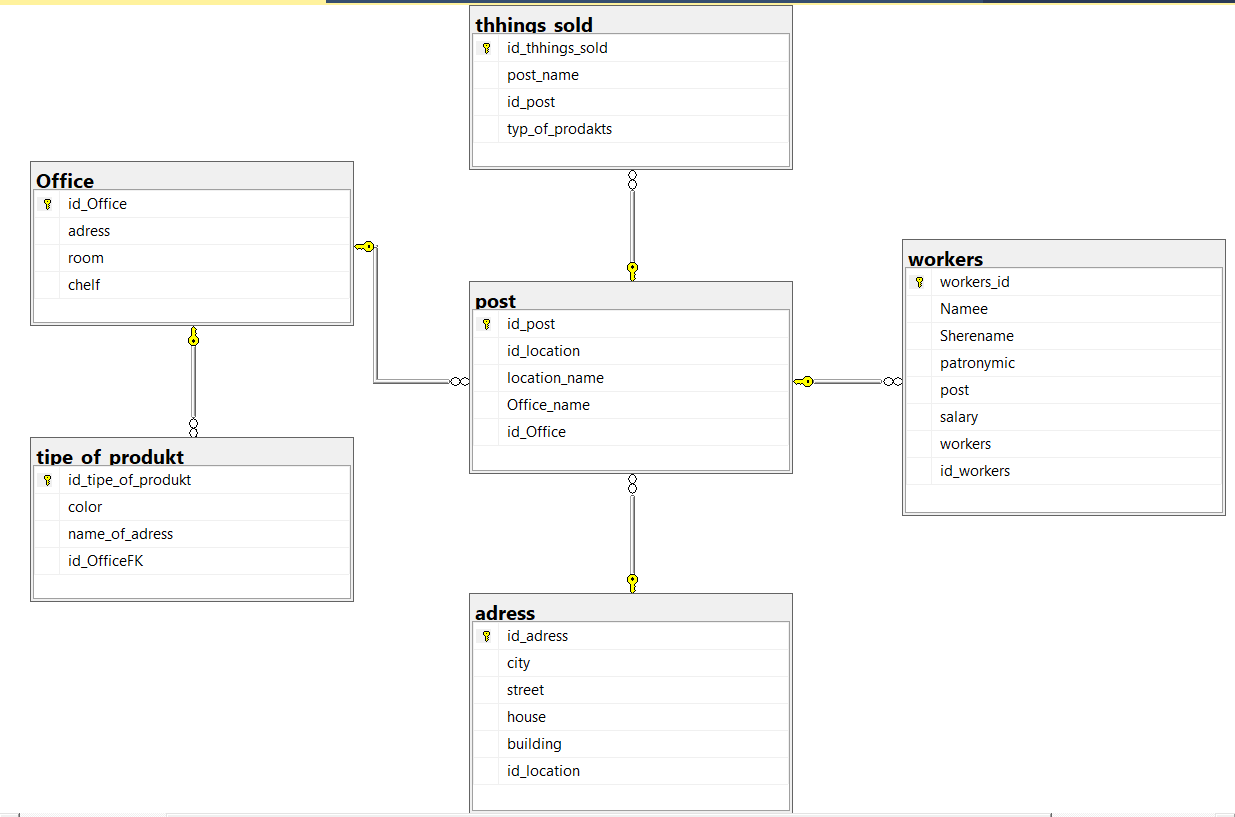 thhings_sold
id_thhings_sold
post_name
id_post
typ_of_prodakts
Office
id_Office
adress
room
chelf
workers
workers_id
Namee
Sherename
patronymic
post
salary
workers
id_workers
post
id_post
id_location
location_name
Office_name
id_Office
tipe_of_produkt
id_tipe_of_produkt
color
name_of_adress
id_OfficeFK
adress
id_adress
city
street
house
building
id_location